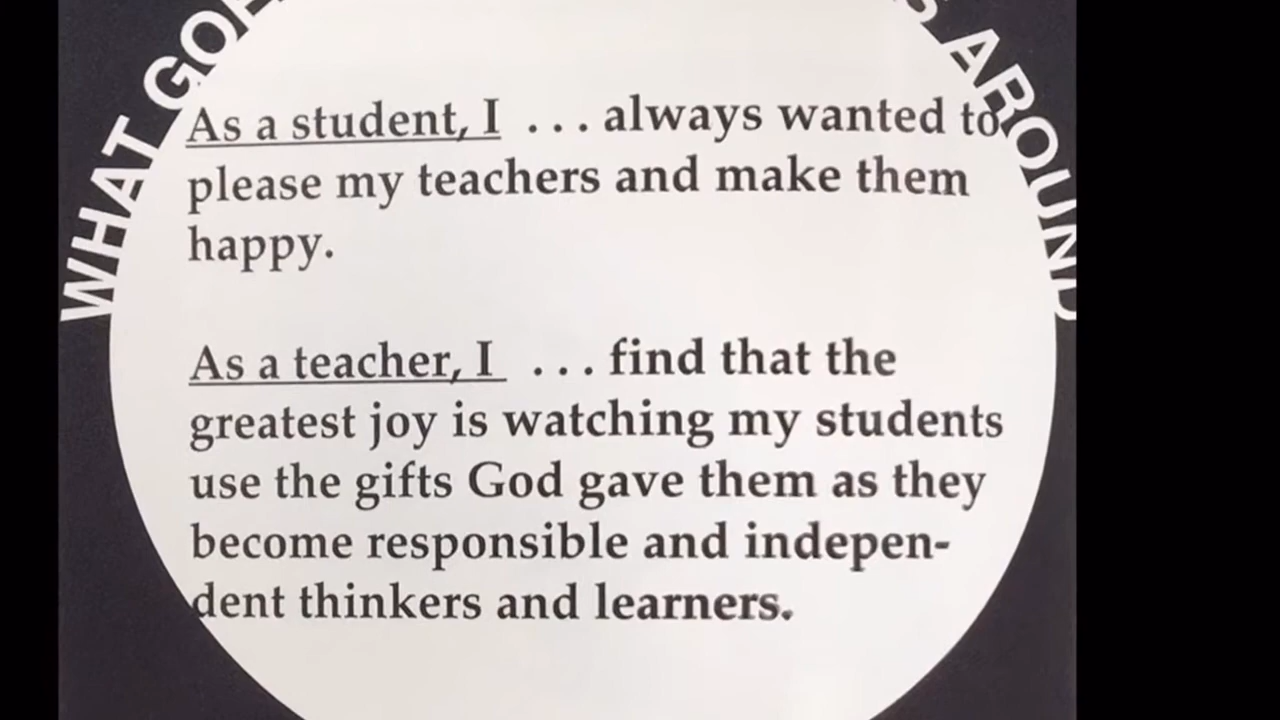 WHAT
AROUND
As a student, I ... always wanted to
please my teachers and make them
happy.
As a teacher, I ... find that the
greatest joy is watching my students
use the gifts God gave them as they
become responsible and indepen-
dent thinkers and learners.